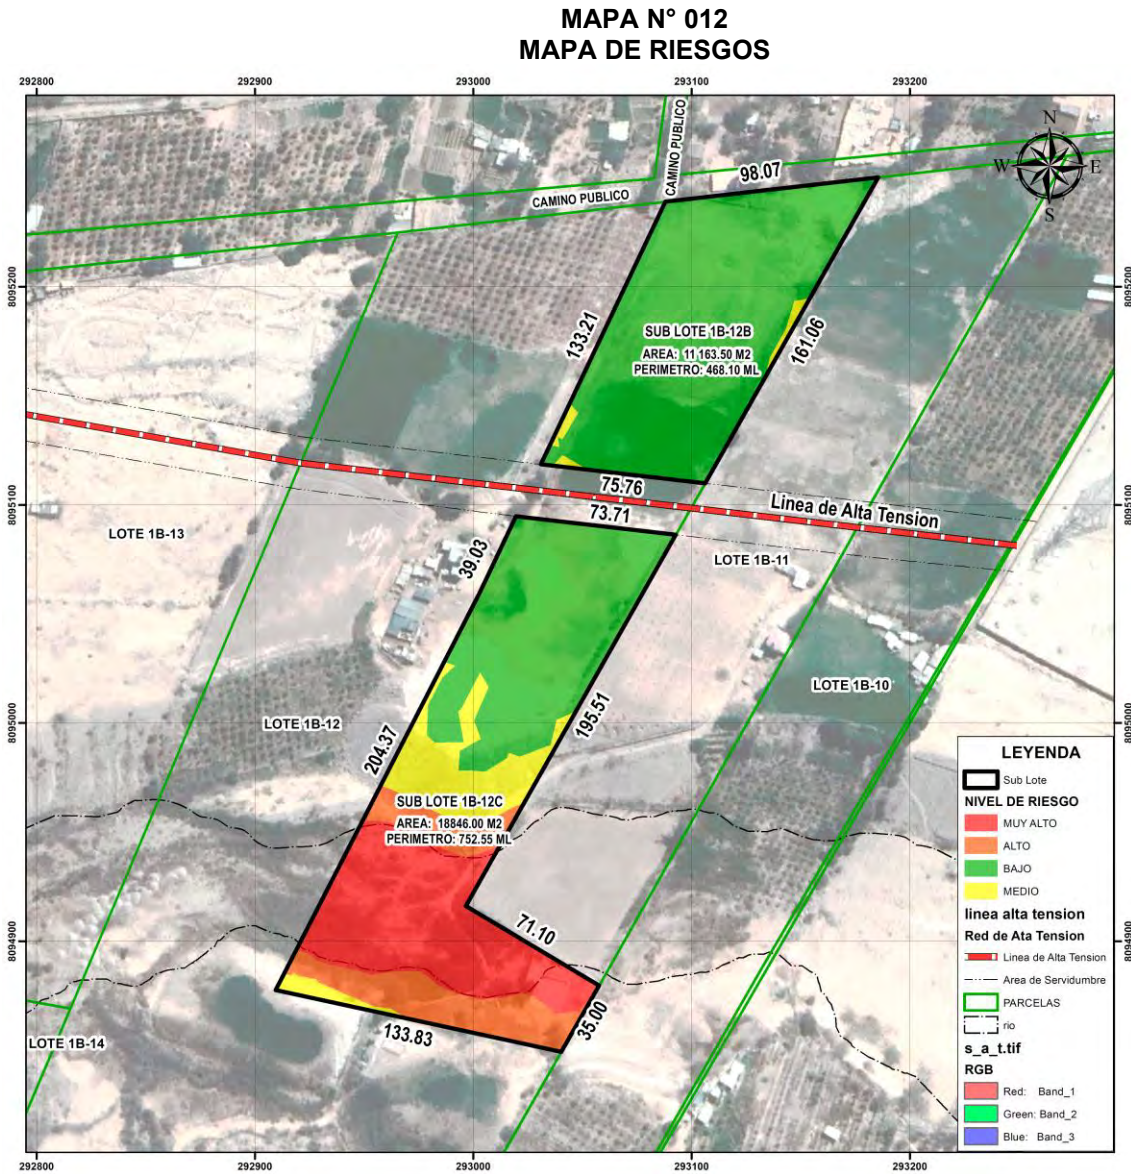 MAPA N° 012
MAPA DE RIESGOS
292800
292900
293000
293100
293200
8095200
8095200
8095100
8095100
8095000
8095000
8094900
8094900
N
W
E
S
CAMINO PUBLICO
CAMINO PUBLICO
98.07
133.21
161.06
SUB LOTE 1B-12B
AREA: 11 163.50 M2
PERIMETRO: 468.10 ML
75.76
73.71
Linea de Alta Tension
LOTE 1B-13
LOTE 1B-11
39.03
LOTE 1B-10
LOTE 1B-12
195.51
204.37
SUB LOTE 1B-12C
AREA: 18846.00 M2
PERIMETRO: 752.55 ML
71.10
35.00
133.83
LOTE 1B-14
LEYENDA
Sub Lote
NIVEL DE RIESGO
MUY ALTO
ALTO
BAJO
MEDIO
linea alta tension
Red de Ata Tension
Linea de Alta Tension
Area de Servidumbre
PARCELAS
rio
s_a_t.tif
RGB
Red: Band_1
Green: Band_2
Blue: Band_3
292800
292900
293000
293100
293200